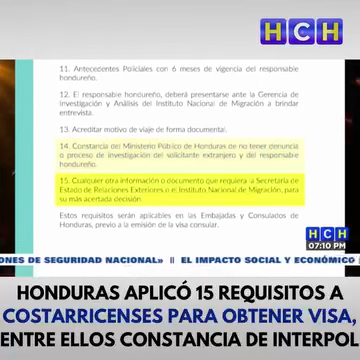 HCH
11. Antecedentes Policiales con 6 meses de vigencia del responsable
hondureño.
12. El responsable hondureño, deberá presentarse ante la Gerencia de
Investigación y Análisis del Instituto Nacional de Migración a brindar
entrevista.
13. Acreditar motivo de viaje de forma documental.
14. Constancia del Ministerio Público de Honduras de no tener denuncia
o proceso de investigación del solicitante extranjero y del responsable
hondureño.
15. Cualquier otra información o documento que requiera la Secretaría de
Estado de Relaciones Exteriores o el Instituto Nacional de Migración, para
su más acertada decisión.
Estos requisitos serán aplicables en las Embajadas y Consulados de
Honduras, previo a la emisión de la visa consular.
HCH
07:10 PM
ONES DE SEGURIDAD NACIONAL» || EL IMPACTO SOCIAL Y ECONÓMICO
HONDURAS APLICÓ 15 REQUISITOS A
COSTARRICENSES PARA OBTENER VISA,
ENTRE ELLOS CONSTANCIA DE INTERPOL